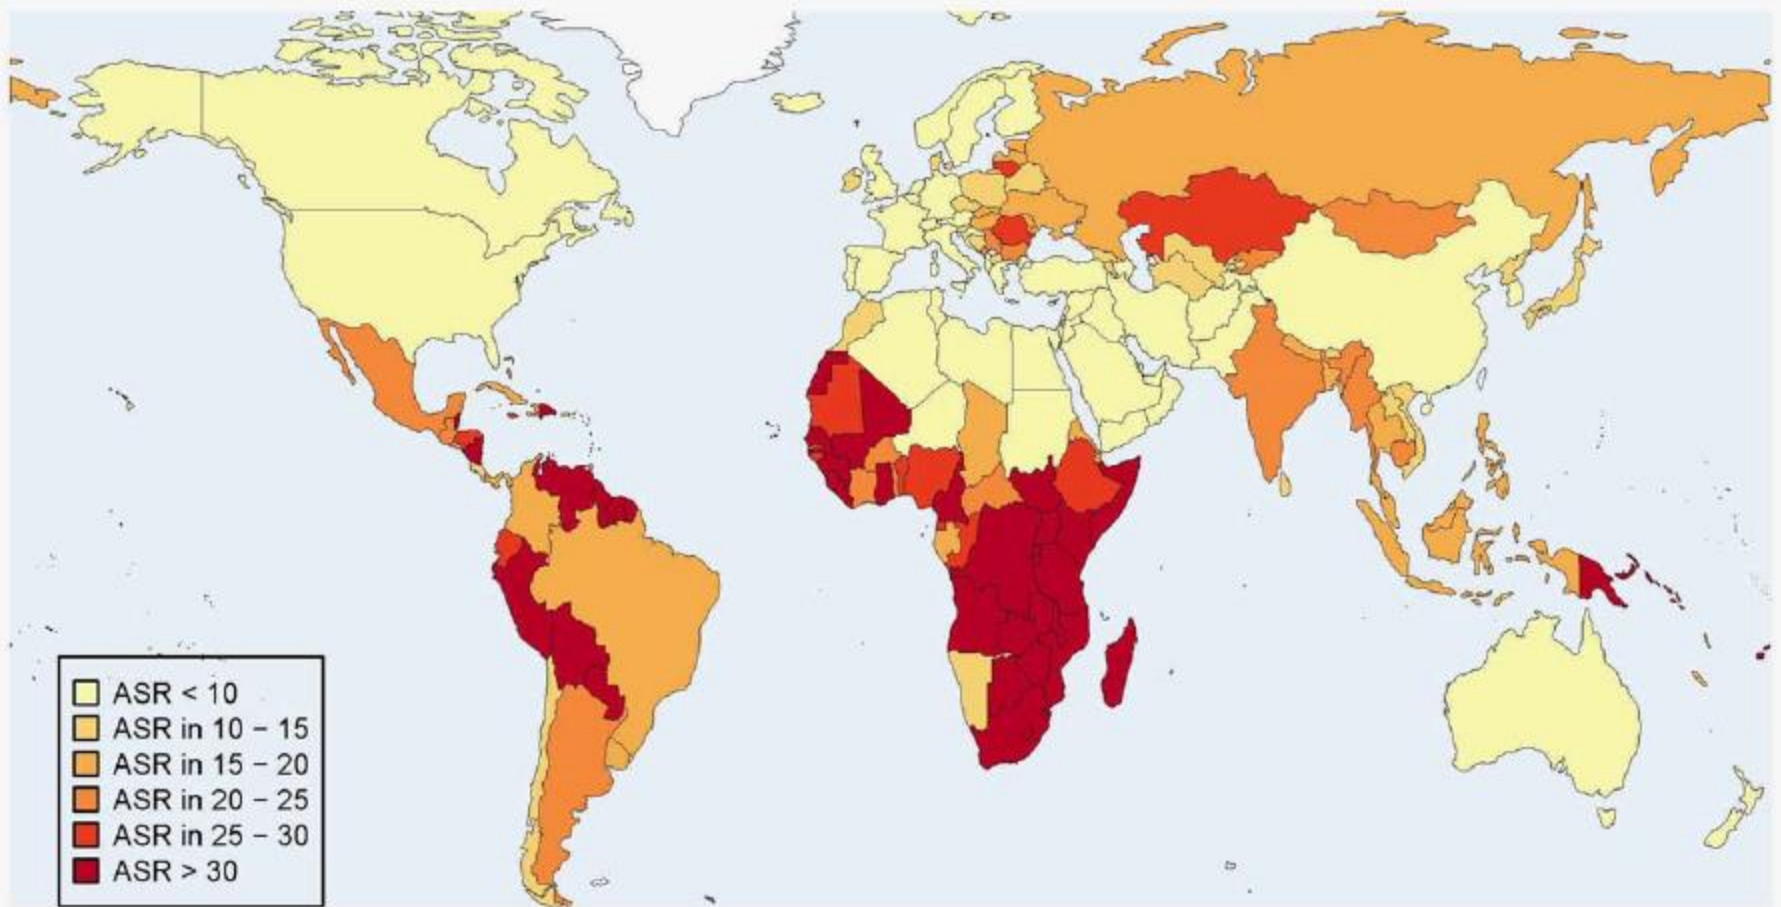 ASR < 10
ASR in 10 − 15
ASR in 15 − 20
ASR in 20 − 25
ASR in 25 − 30
ASR > 30